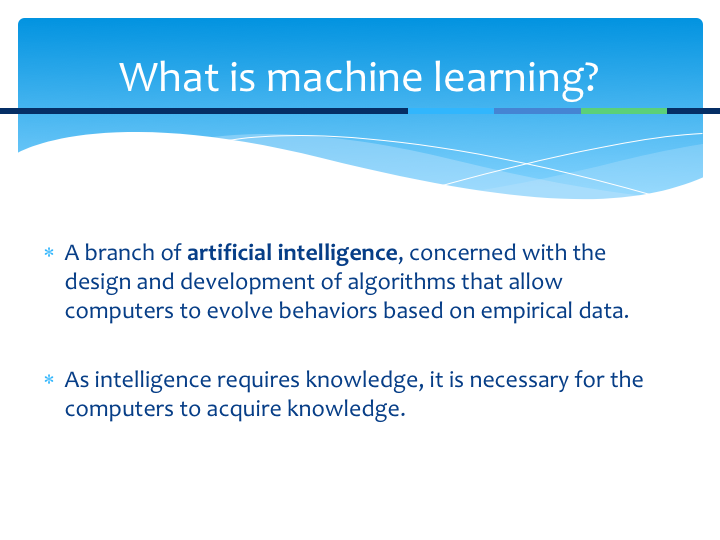 What is machine learning?
* A branch of artificial intelligence, concerned with the
design and development of algorithms that allow
computers to evolve behaviors based on empirical data.
* As intelligence requires knowledge, it is necessary for the
computers to acquire knowledge.